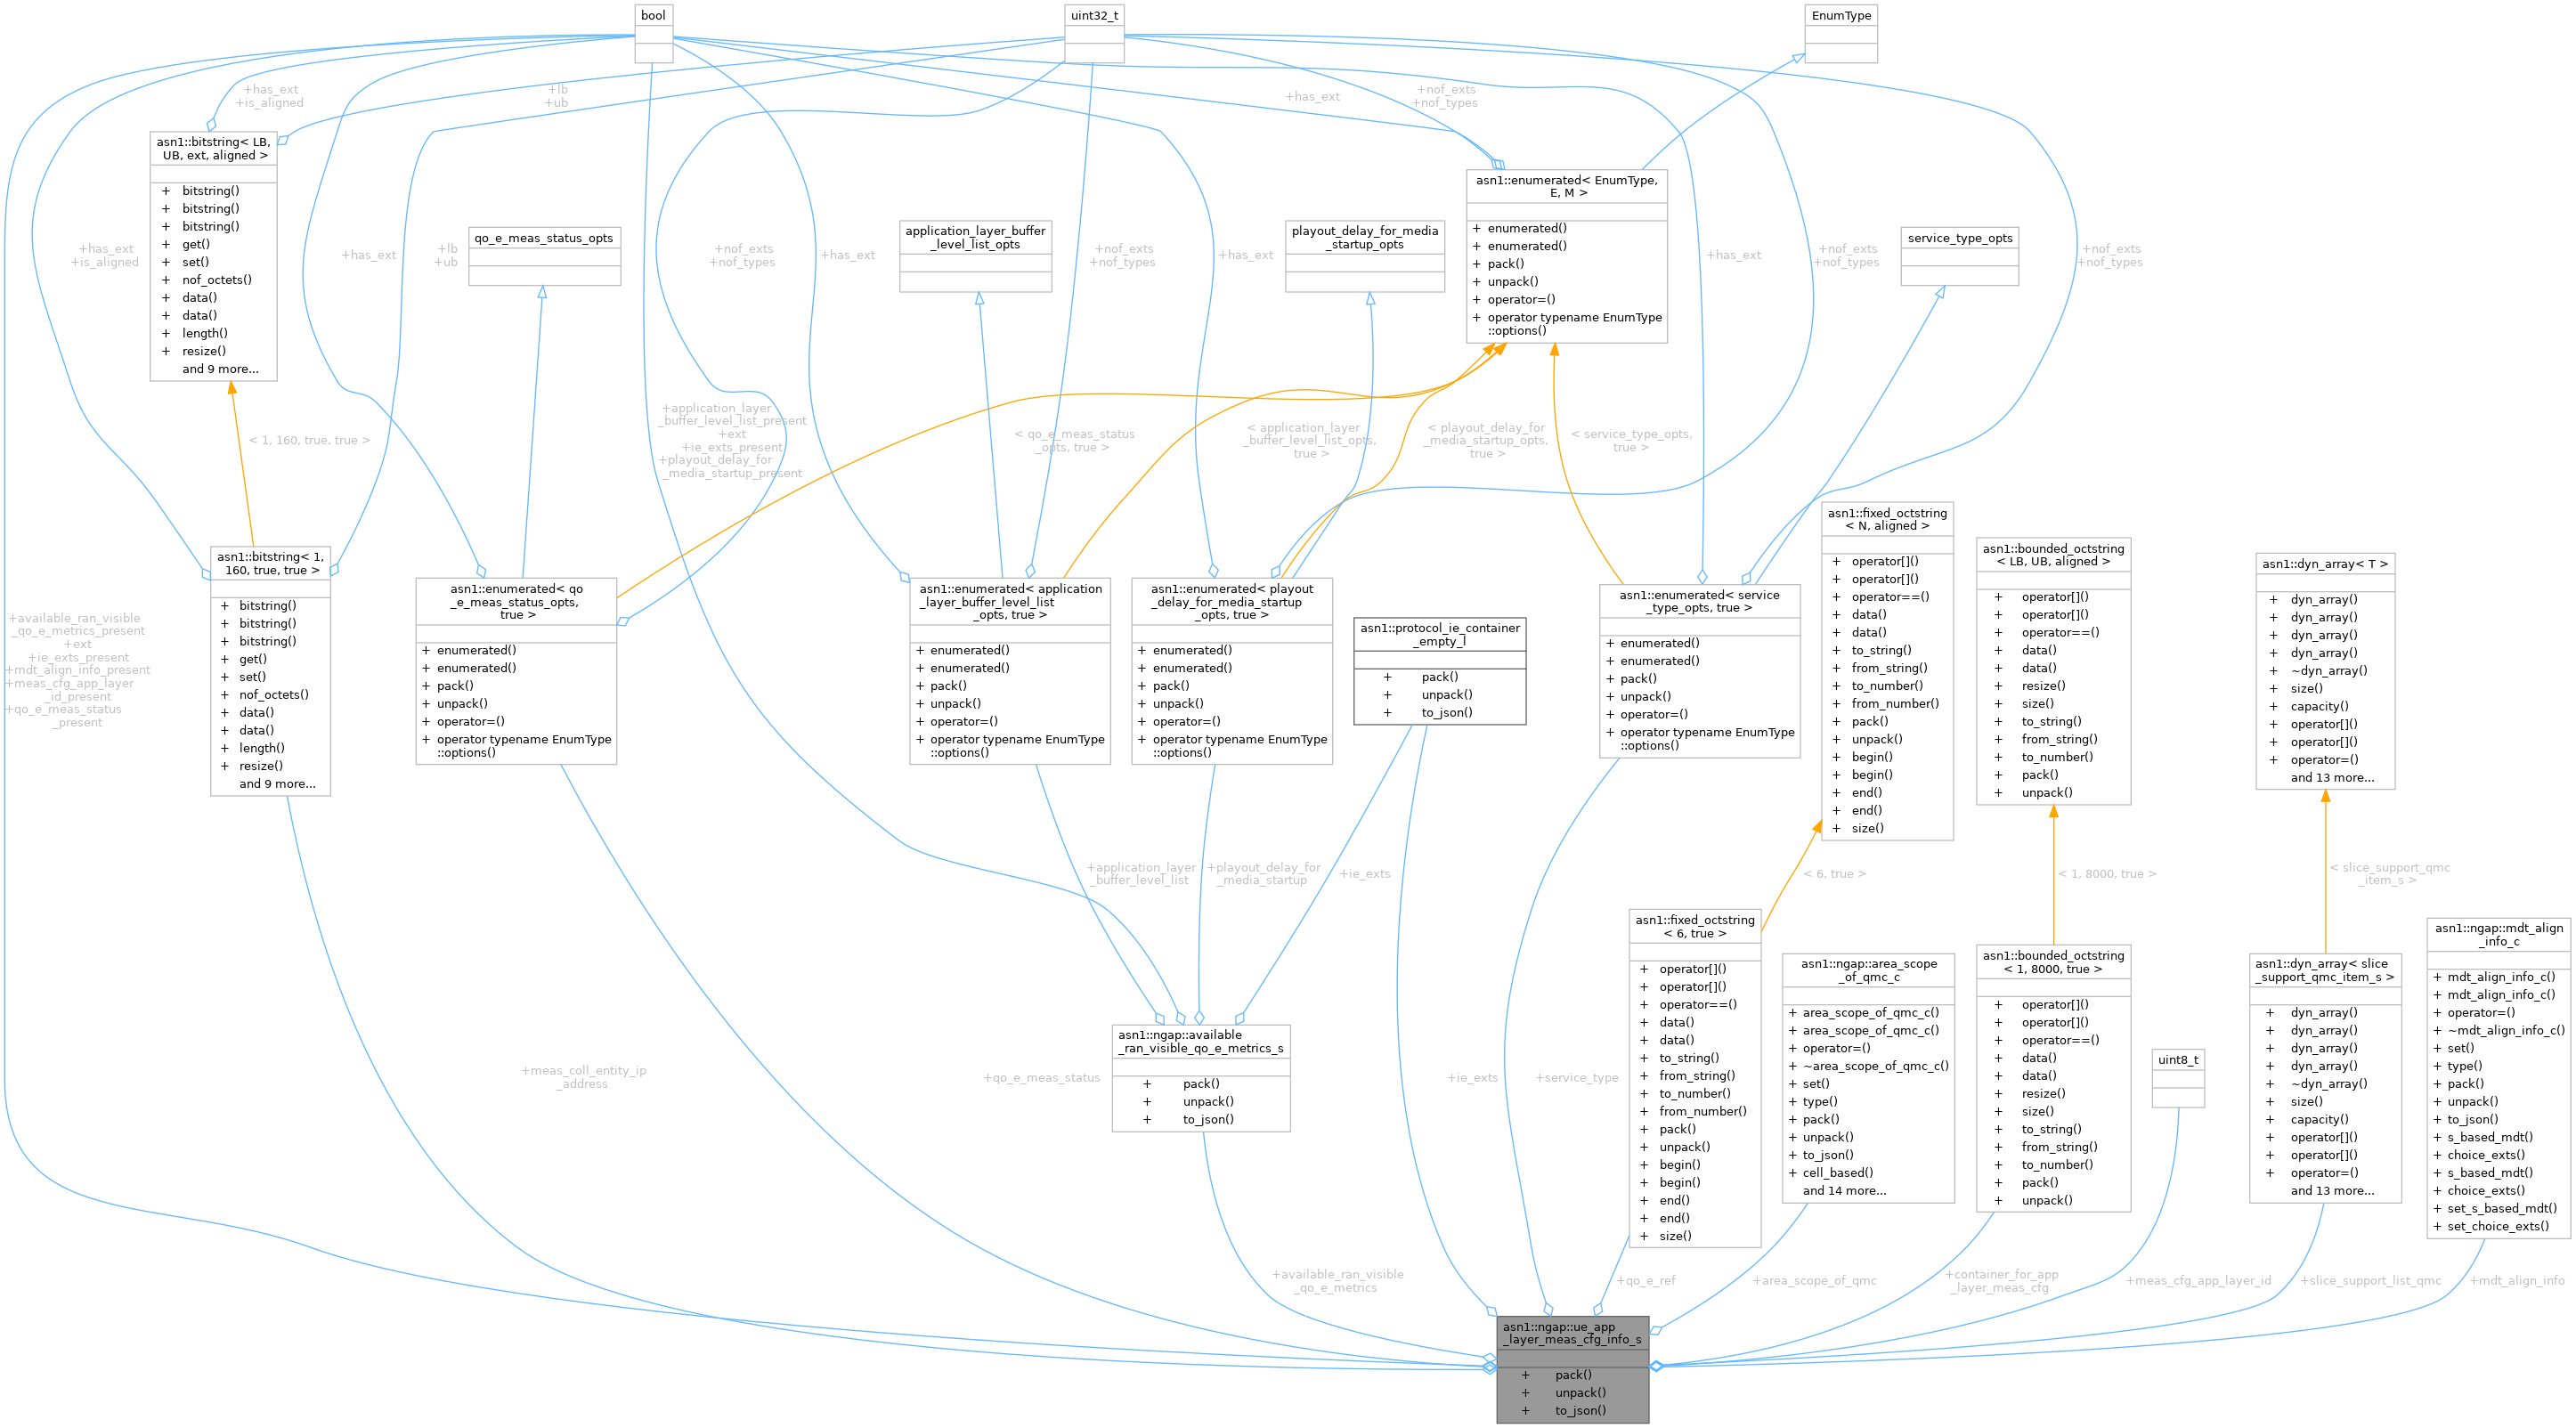 bool
uint32_t
EnumType
+has_ext
+is_aligned
+lb
+ub
+has_ext
+nof_exts
+nof_types
asn1::bitstring< LB,
UB, ext, aligned >
+ bitstring()
+ bitstring()
+ bitstring()
+ get()
+ set()
+ nof_octets()
+ data()
+ data()
+ length()
+ resize()
and 9 more...
asn1::enumerated< EnumType,
E, M >
+ enumerated()
+ enumerated()
+ pack()
+ unpack()
+ operator=()
+ operator typename EnumType
::options()
+has_ext
+is_aligned
+has_ext
+lb
+ub
qo_e_meas_status_opts
+nof_exts
+nof_types
+has_ext
application_layer_buffer
_level_list_opts
+nof_exts
+nof_types
+has_ext
playout_delay_for_media
_startup_opts
+has_ext
+nof_exts
+nof_types
service_type_opts
+nof_exts
+nof_types
< 1, 160, true, true >
+application_layer
_buffer_level_list_present
+ext
+ie_exts_present
+playout_delay_for
_media_startup_present
< qo_e_meas_status
_opts, true >
< application_layer
_buffer_level_list_opts,
true >
< playout_delay_for
_media_startup_opts,
true >
< service_type_opts,
true >
asn1::bitstring< 1,
160, true, true >
+ bitstring()
+ bitstring()
+ bitstring()
+ get()
+ set()
+ nof_octets()
+ data()
+ data()
+ length()
+ resize()
and 9 more...
asn1::enumerated< qo
_e_meas_status_opts,
true >
+ enumerated()
+ enumerated()
+ pack()
+ unpack()
+ operator=()
+ operator typename EnumType
::options()
asn1::enumerated< application
_layer_buffer_level_list
_opts, true >
+ enumerated()
+ enumerated()
+ pack()
+ unpack()
+ operator=()
+ operator typename EnumType
::options()
asn1::enumerated< playout
_delay_for_media_startup
_opts, true >
+ enumerated()
+ enumerated()
+ pack()
+ unpack()
+ operator=()
+ operator typename EnumType
::options()
asn1::protocol_ie_container
_empty_l
+ pack()
+ unpack()
+ to_json()
asn1::enumerated< service
_type_opts, true >
+ enumerated()
+ enumerated()
+ pack()
+ unpack()
+ operator=()
+ operator typename EnumType
::options()
asn1::fixed_octstring
< N, aligned >
+ operator[]()
+ operator[]()
+ operator==()
+ data()
+ data()
+ to_string()
+ from_string()
+ to_number()
+ from_number()
+ pack()
+ unpack()
+ begin()
+ begin()
+ end()
+ end()
+ size()
asn1::bounded_octstring
< LB, UB, aligned >
+ operator[]()
+ operator[]()
+ operator==()
+ data()
+ data()
+ resize()
+ size()
+ to_string()
+ from_string()
+ to_number()
+ pack()
+ unpack()
asn1::dyn_array< T >
+ dyn_array()
+ dyn_array()
+ dyn_array()
+ dyn_array()
+ ~dyn_array()
+ size()
+ capacity()
+ operator[]()
+ operator[]()
+ operator=()
and 13 more...
+available_ran_visible
_qo_e_metrics_present
+ext
+ie_exts_present
+mdt_align_info_present
+meas_cfg_app_layer
_id_present
+qo_e_meas_status
_present
+application_layer
_buffer_level_list
+playout_delay_for
_media_startup
+ie_exts
< 6, true >
< 1, 8000, true >
< slice_support_qmc
_item_s >
+meas_coll_entity_ip
_address
+qo_e_meas_status
asn1::ngap::available
_ran_visible_qo_e_metrics_s
+ pack()
+ unpack()
+ to_json()
+ie_exts
+service_type
asn1::fixed_octstring
< 6, true >
+ operator[]()
+ operator[]()
+ operator==()
+ data()
+ data()
+ to_string()
+ from_string()
+ to_number()
+ from_number()
+ pack()
+ unpack()
+ begin()
+ begin()
+ end()
+ end()
+ size()
asn1::ngap::area_scope
_of_qmc_c
+ area_scope_of_qmc_c()
+ area_scope_of_qmc_c()
+ operator=()
+ ~area_scope_of_qmc_c()
+ set()
+ type()
+ pack()
+ unpack()
+ to_json()
+ cell_based()
and 14 more...
asn1::bounded_octstring
< 1, 8000, true >
+ operator[]()
+ operator[]()
+ operator==()
+ data()
+ data()
+ resize()
+ size()
+ to_string()
+ from_string()
+ to_number()
+ pack()
+ unpack()
uint8_t
asn1::dyn_array< slice
_support_qmc_item_s >
+ dyn_array()
+ dyn_array()
+ dyn_array()
+ dyn_array()
+ ~dyn_array()
+ size()
+ capacity()
+ operator[]()
+ operator[]()
+ operator=()
and 13 more...
asn1::ngap::mdt_align
_info_c
+ mdt_align_info_c()
+ mdt_align_info_c()
+ operator=()
+ ~mdt_align_info_c()
+ set()
+ type()
+ pack()
+ unpack()
+ to_json()
+ s_based_mdt()
+ choice_exts()
+ s_based_mdt()
+ choice_exts()
+ set_s_based_mdt()
+ set_choice_exts()
+available_ran_visible
_qo_e_metrics
+qo_e_ref
+area_scope_of_qmc
+container_for_app
_layer_meas_cfg
+meas_cfg_app_layer_id
+slice_support_list_qmc
+mdt_align_info
asn1::ngap::ue_app
_layer_meas_cfg_info_s
+ pack()
+ unpack()
+ to_json()